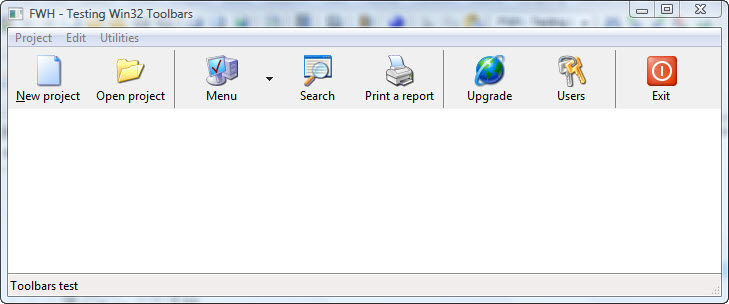 FWH - Testing Win32 Toolbars
Project Edit Utilities
New project Open project Menu Search Print a report Upgrade Users Exit
Toolbars test